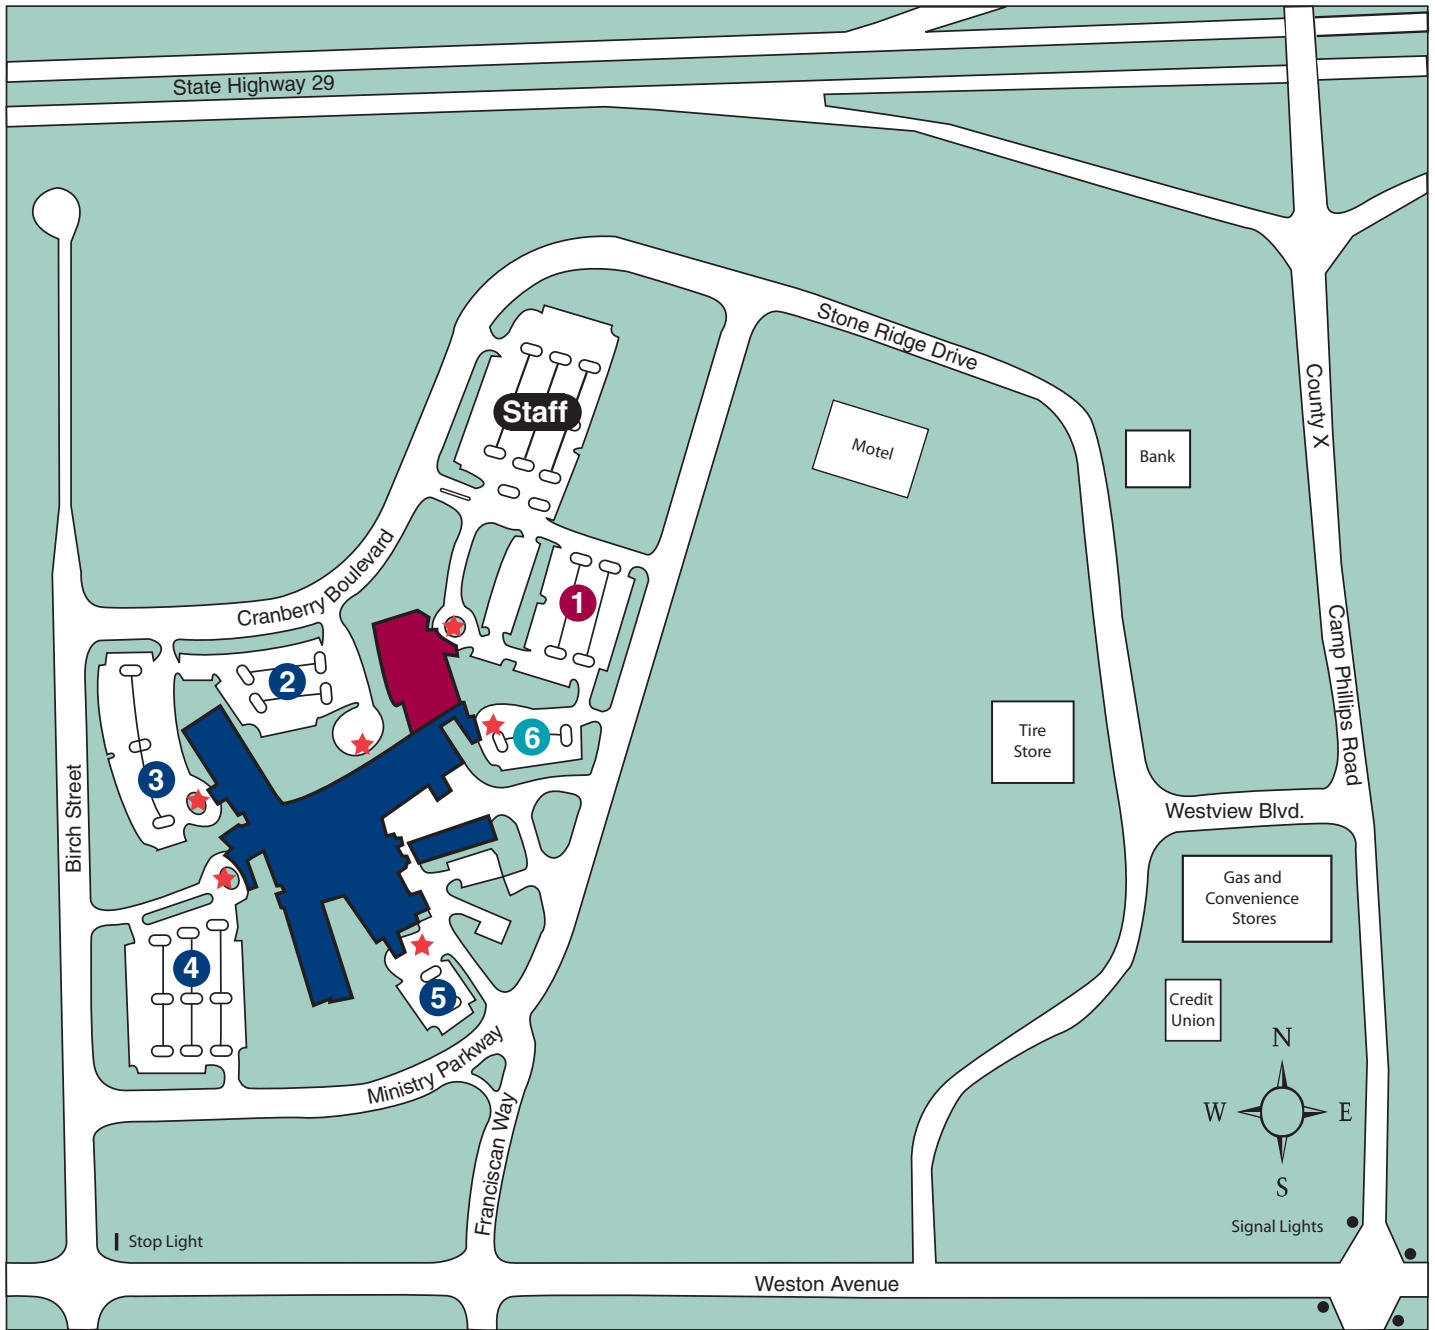 State Highway 29
Stone Ridge Drive
Staff
Motel
Bank
County X
Cranberry Boulevard
1
2
3
4
5
6
Camp Phillips Road
Tire
Store
Westview Blvd.
Birch Street
Gas and
Convenience
Stores
Credit
Union
N
W
E
S
Ministry Parkway
Franciscan Way
Signal Lights
Stop Light
Weston Avenue